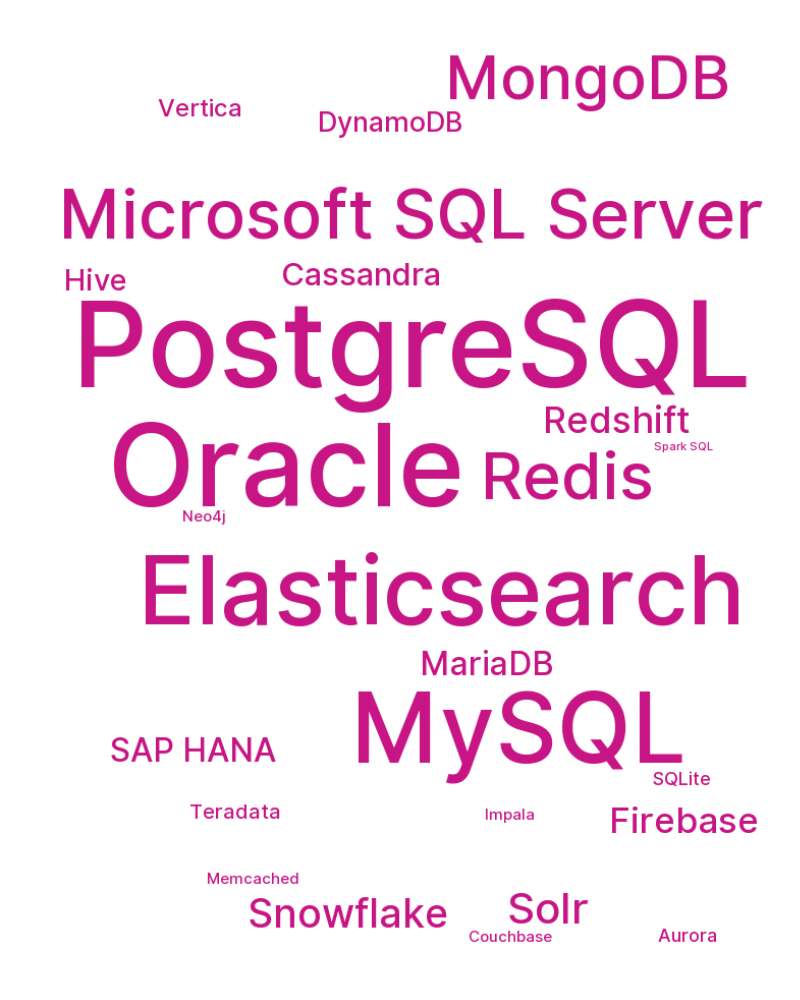 MongoDB
Vertica
DynamoDB
Microsoft SQL Server
Hive
Cassandra
PostgreSQL
Redshift
Spark SQL
Oracle
Redis
Neo4j
Elasticsearch
MariaDB
MySQL
SAP HANA
SQLite
Teradata
Impala
Firebase
Memcached
Snowflake
Solr
Couchbase
Aurora